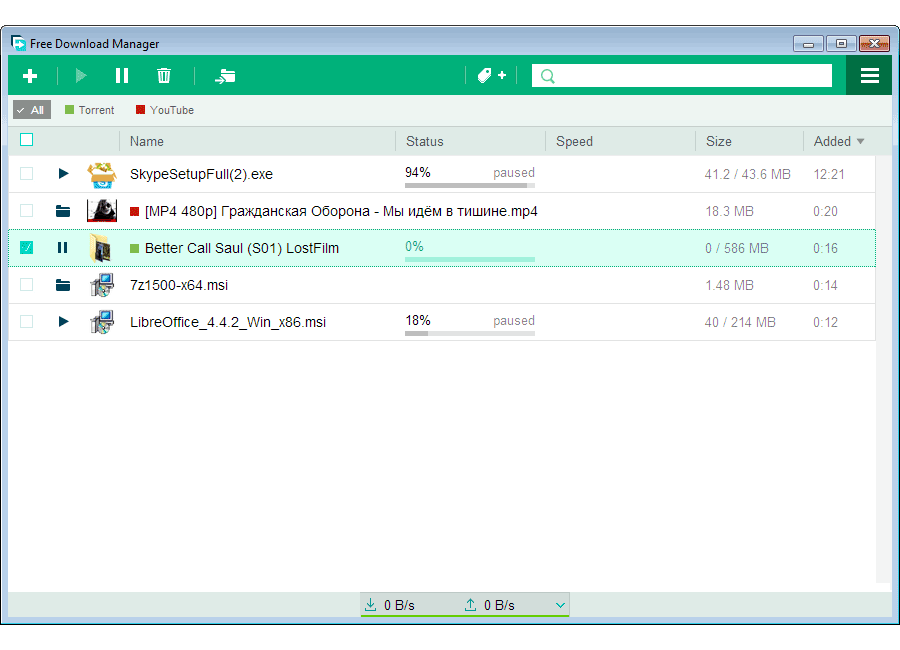 Free Download Manager
All Torrent YouTube
Name Status Speed Size Added
SkypeSetupFull(2).exe 94% paused 41.2 / 43.6 MB 12:21
[MP4 480p] Гражданская Оборона - Мы идём в тишине.mp4 18.3 MB 0:20
Better Call Saul (S01) LostFilm 0% 0 / 586 MB 0:16
7z1500-x64.msi 1.48 MB 0:14
LibreOffice_4.4.2_Win_x86.msi 18% paused 40 / 214 MB 0:12
0 B/s 0 B/s